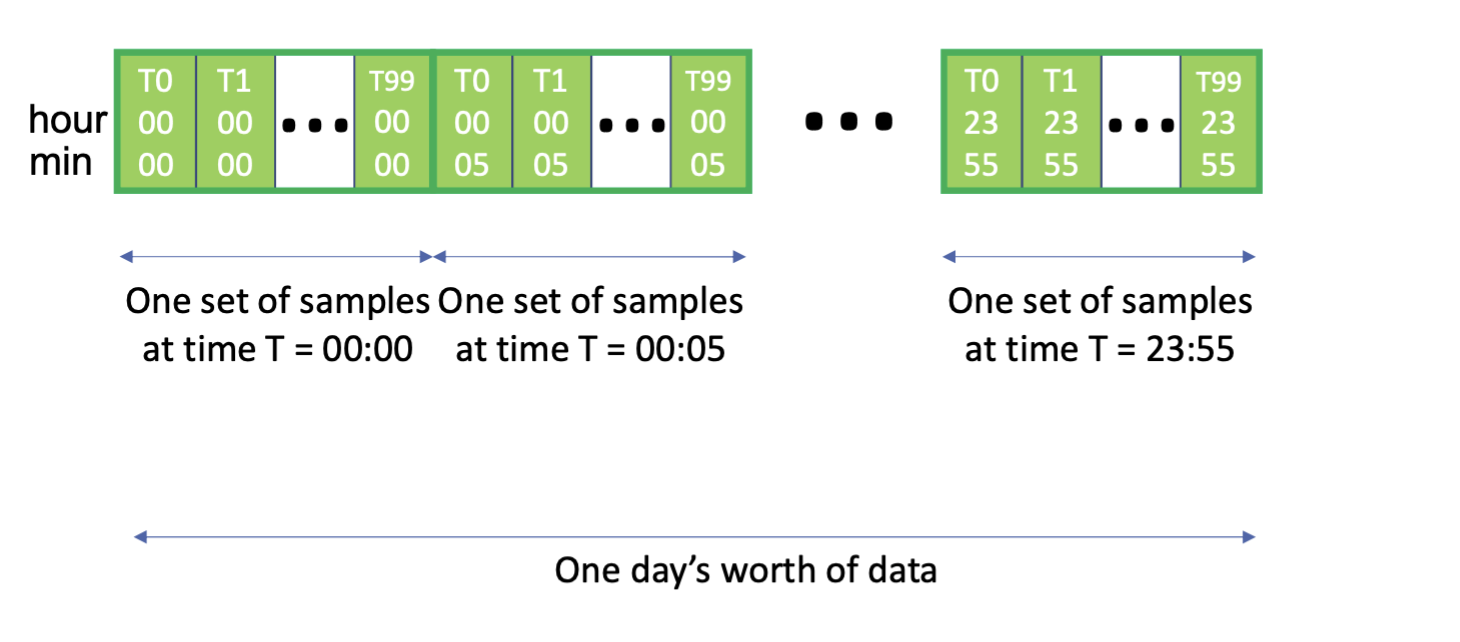 T0 T1 T99 T0 T1 T99 T0 T1 T99
hour 00 00 ... 00 00 00 ... 00 ... 23 23 ... 23
min 00 00 00 05 05 05 55 55 55
One set of samples One set of samples One set of samples
at time T = 00:00 at time T = 00:05 at time T = 23:55
One day’s worth of data